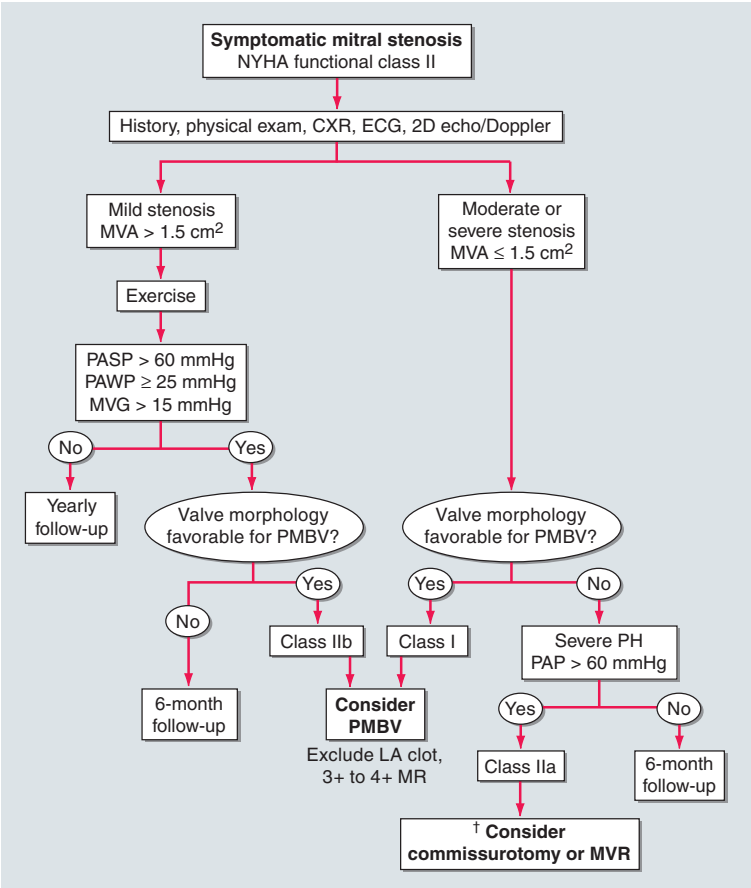 Symptomatic mitral stenosis
NYHA functional class II
History, physical exam, CXR, ECG, 2D echo/Doppler
Mild stenosis
MVA > 1.5 cm²
Moderate or
severe stenosis
MVA ≤ 1.5 cm²
Exercise
PASP > 60 mmHg
PAWP ≥ 25 mmHg
MVG > 15 mmHg
No
Yes
Yearly
follow-up
Valve morphology
favorable for PMBV?
Valve morphology
favorable for PMBV?
No
Yes
Yes
No
6-month
follow-up
Class IIb
Class I
Severe PH
PAP > 60 mmHg
Consider
PMBV
Exclude LA clot,
3+ to 4+ MR
Yes
No
Class IIa
6-month
follow-up
† Consider
commissurotomy or MVR